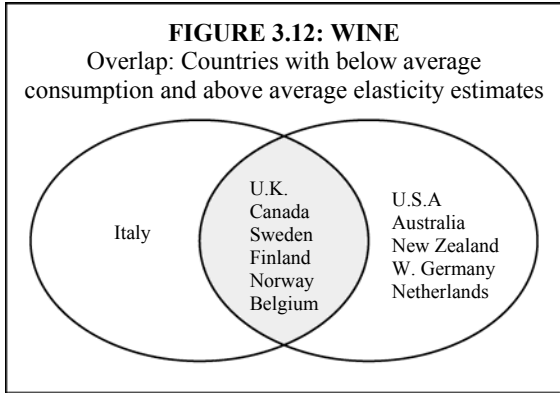 FIGURE 3.12: WINE
Overlap: Countries with below average
consumption and above average elasticity estimates
Italy
U.K.
Canada
Sweden
Finland
Norway
Belgium
U.S.A
Australia
New Zealand
W. Germany
Netherlands